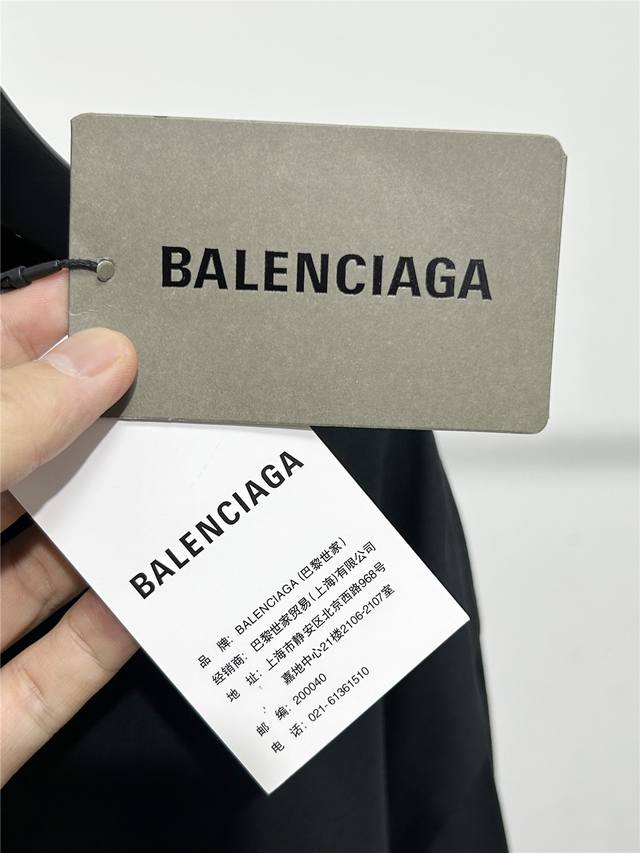 BALENCIAGA
BALENCIAGA
品 牌: BALENCIAGA (巴黎世家)
经销商: 巴黎世家贸易(上海)有限公司
地 址: 上海市静安区北京西路968号
嘉地中心21楼2106-2107室
邮 编: 200040
电 话: 021-61361510